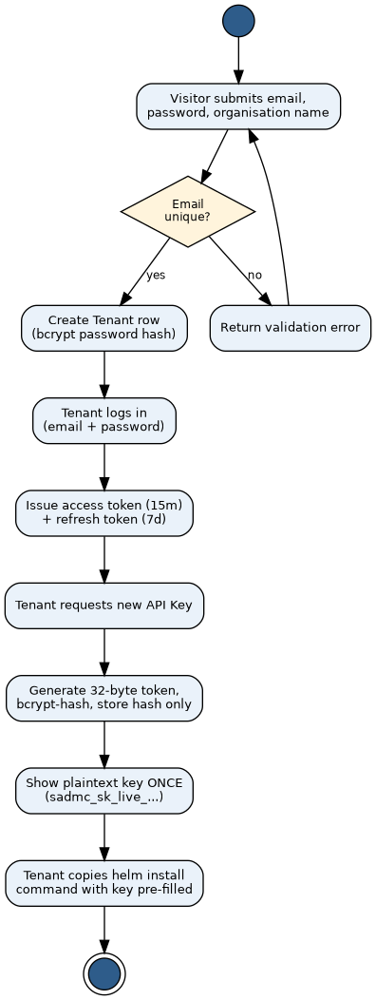 Visitor submits email,
password, organisation name
Email
unique?
yes
no
Create Tenant row
(bcrypt password hash)
Return validation error
Tenant logs in
(email + password)
Issue access token (15m)
+ refresh token (7d)
Tenant requests new API Key
Generate 32-byte token,
bcrypt-hash, store hash only
Show plaintext key ONCE
(sadmc_sk_live_...)
Tenant copies helm install
command with key pre-filled